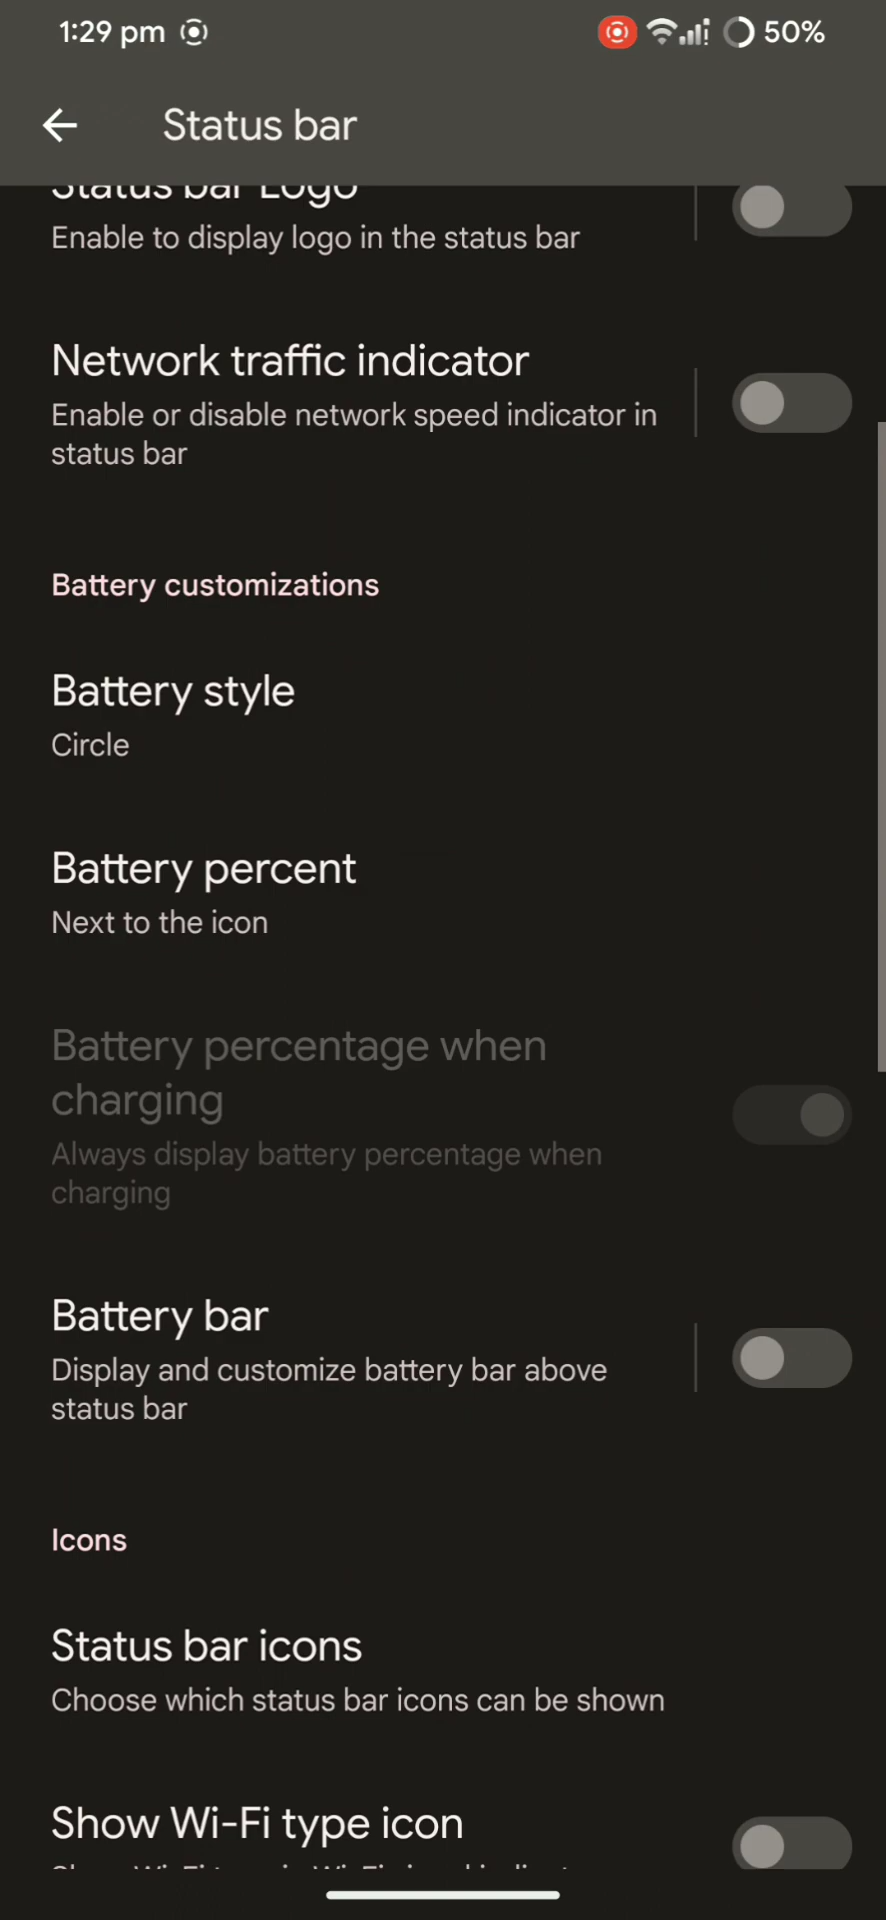 1:29 pm 50%
Status bar
Status bar Logo
Enable to display logo in the status bar
Network traffic indicator
Enable or disable network speed indicator in
status bar
Battery customizations
Battery style
Circle
Battery percent
Next to the icon
Battery percentage when
charging
Always display battery percentage when
charging
Battery bar
Display and customize battery bar above
status bar
Icons
Status bar icons
Choose which status bar icons can be shown
Show Wi-Fi type icon